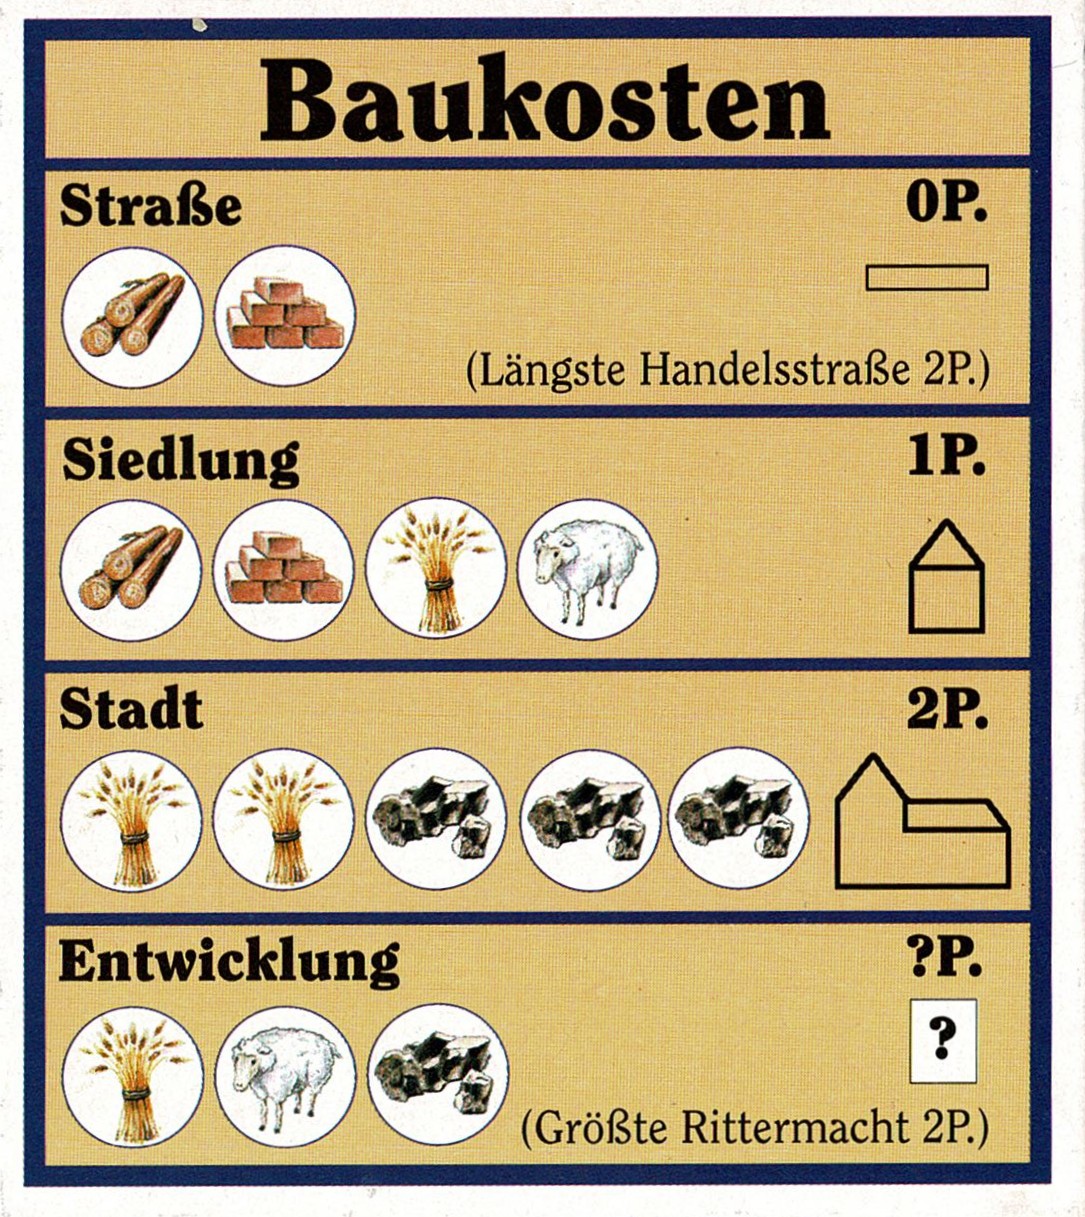 Baukosten
Straße 0P.
(Längste Handelsstraße 2P.)
Siedlung 1P.
Stadt 2P.
Entwicklung ?P.
?
(Größte Rittermacht 2P.)